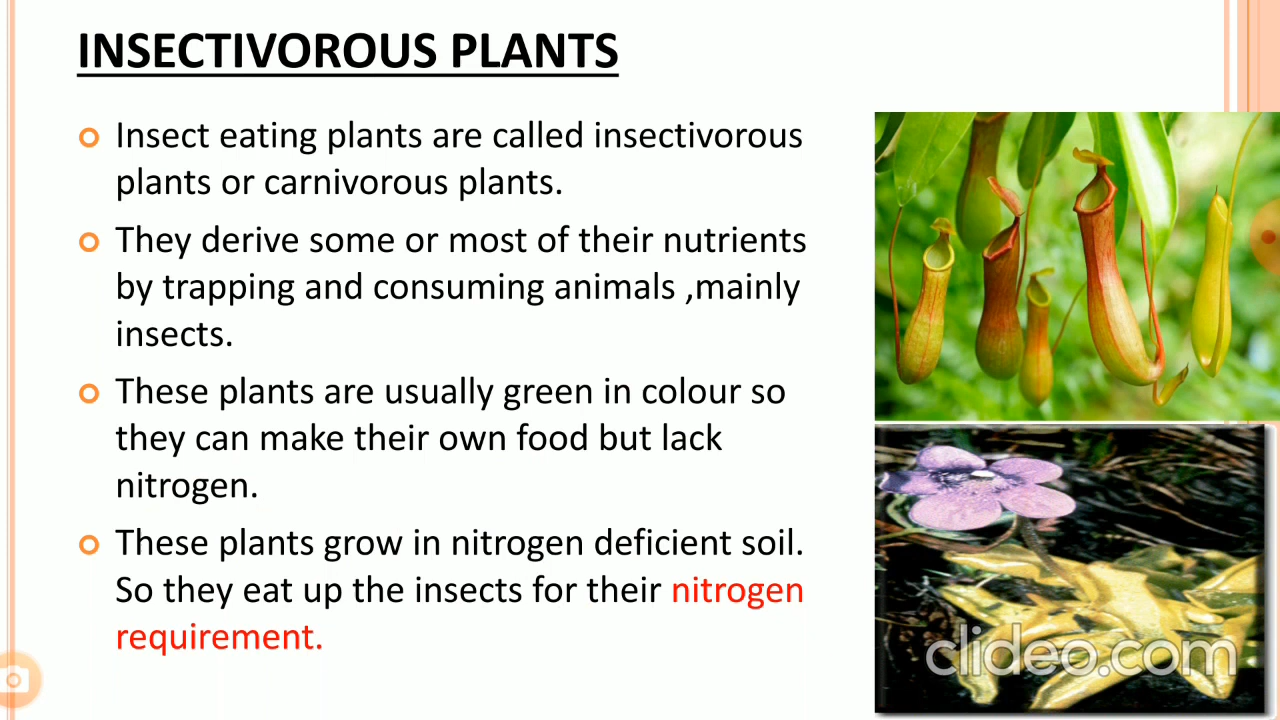 INSECTIVOROUS PLANTS
Insect eating plants are called insectivorous
plants or carnivorous plants.
They derive some or most of their nutrients
by trapping and consuming animals ,mainly
insects.
These plants are usually green in colour so
they can make their own food but lack
nitrogen.
These plants grow in nitrogen deficient soil.
So they eat up the insects for their nitrogen
requirement.
clideo.com